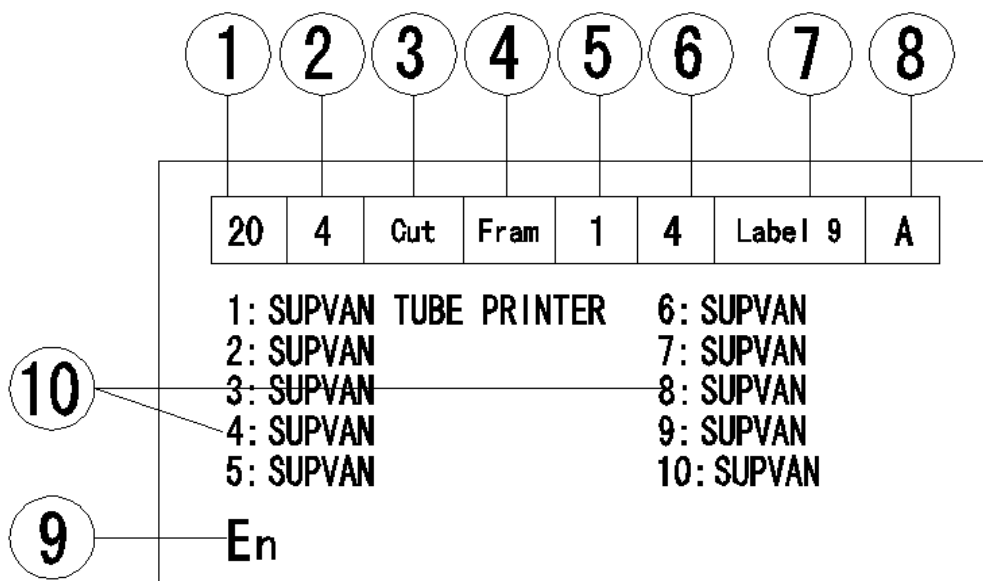 1 2 3 4 5 6 7 8
20 4 Cut Fram 1 4 Label 9 A
1: SUPVAN TUBE PRINTER 6: SUPVAN
2: SUPVAN 7: SUPVAN
10 3: SUPVAN 8: SUPVAN
4: SUPVAN 9: SUPVAN
5: SUPVAN 10: SUPVAN
9 En